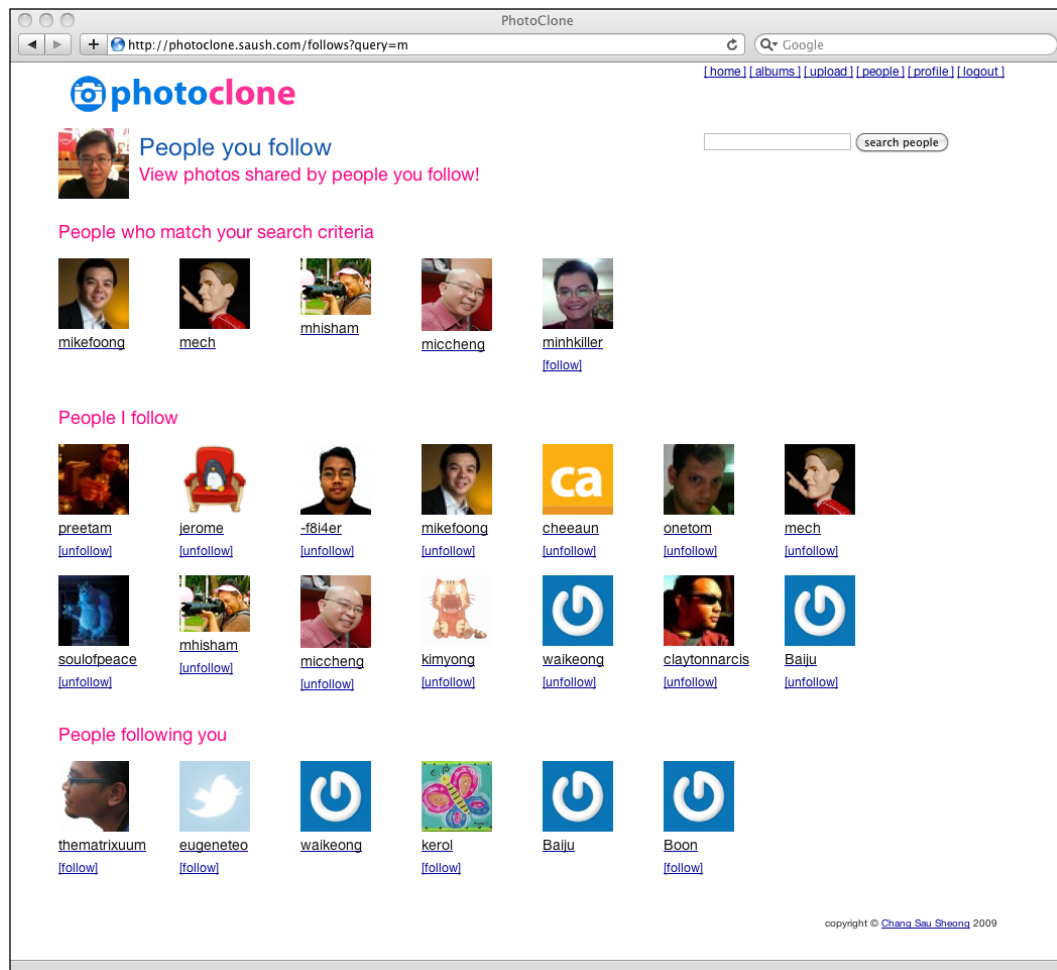 PhotoClone
http://photoclone.saush.com/follows?query=m
Google
[ home ] [ albums ] [ upload ] [ people ] [ profile ] [ logout ]
photoclone
People you follow
search people
View photos shared by people you follow!
People who match your search criteria
mikefoong mech mhisham miccheng minhkiller
[follow]
People I follow
ca
preetam jerome -f8i4er mikefoong cheeaun onetom mech
[unfollow] [unfollow] [unfollow] [unfollow] [unfollow] [unfollow] [unfollow]
soulofpeace mhisham miccheng kimyong waikeong claytonnarcis Baiju
[unfollow] [unfollow] [unfollow] [unfollow] [unfollow] [unfollow] [unfollow]
People following you
thematrixuum eugeneteo waikeong kerol Baiju Boon
[follow] [follow] [follow] [follow]
copyright © Chang Sau Sheong 2009